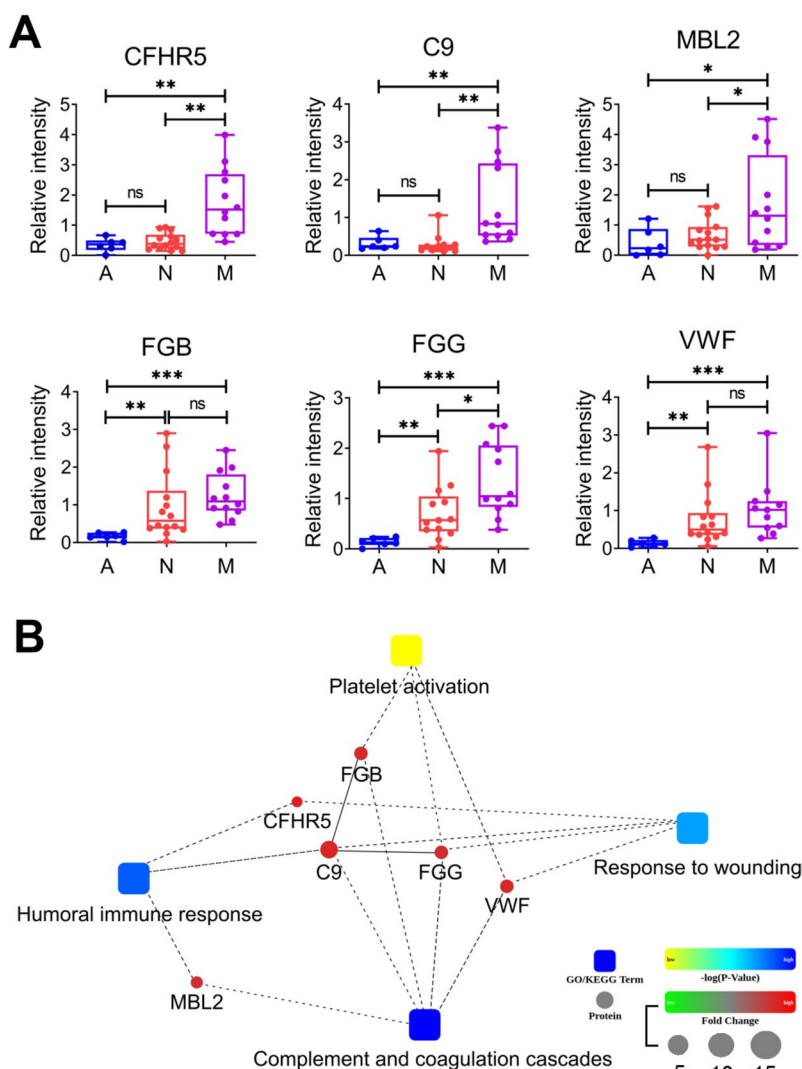 A
CFHR5
C9
MBL2
**
**
ns
Relative intensity
5
4
3
2
1
0
A N M
**
**
ns
Relative intensity
4
3
2
1
0
A N M
*
*
ns
Relative intensity
5
4
3
2
1
0
A N M
FGB
FGG
VWF
***
**
ns
Relative intensity
4
3
2
1
0
A N M
***
*
**
Relative intensity
3
2
1
0
A N M
***
ns
**
Relative intensity
4
3
2
1
0
A N M
B
Platelet activation
FGB
CFHR5
C9
FGG
Response to wounding
VWF
Humoral immune response
MBL2
Complement and coagulation cascades
low high
GO/KEGG Term
-log(P-Value)
low high
Protein
Fold Change